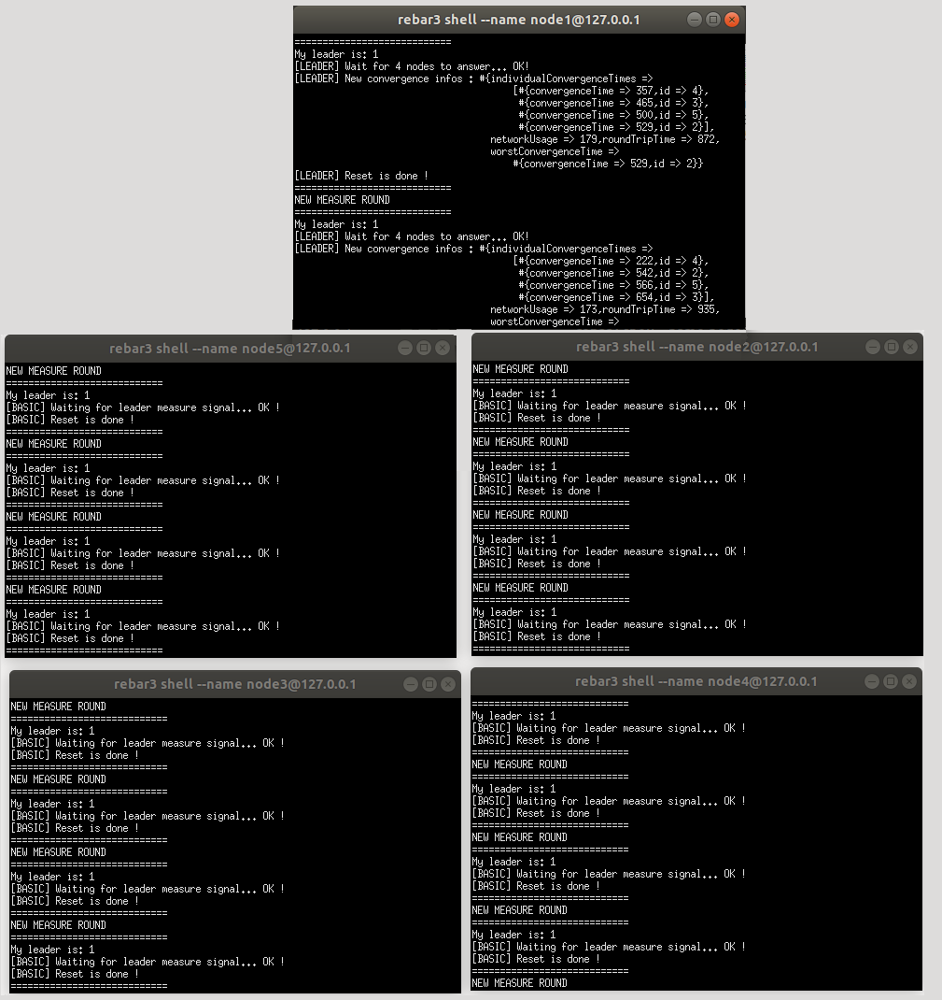 rebar3 shell --name node1@127.0.0.1
============================
My leader is: 1
[LEADER] Wait for 4 nodes to answer... OK!
[LEADER] New convergence infos : #{individualConvergenceTimes =>
[#{convergenceTime => 357,id => 4},
#{convergenceTime => 465,id => 3},
#{convergenceTime => 500,id => 5},
#{convergenceTime => 529,id => 2}],
networkUsage => 179,roundTripTime => 872,
worstConvergenceTime =>
#{convergenceTime => 529,id => 2}}
[LEADER] Reset is done !
============================
NEW MEASURE ROUND
============================
My leader is: 1
[LEADER] Wait for 4 nodes to answer... OK!
[LEADER] New convergence infos : #{individualConvergenceTimes =>
[#{convergenceTime => 222,id => 4},
#{convergenceTime => 542,id => 2},
#{convergenceTime => 566,id => 5},
#{convergenceTime => 654,id => 3}],
networkUsage => 173,roundTripTime => 935,
worstConvergenceTime =>
rebar3 shell --name node5@127.0.0.1
NEW MEASURE ROUND
============================
My leader is: 1
[BASIC] Waiting for leader measure signal... OK !
[BASIC] Reset is done !
============================
NEW MEASURE ROUND
============================
My leader is: 1
[BASIC] Waiting for leader measure signal... OK !
[BASIC] Reset is done !
============================
NEW MEASURE ROUND
============================
My leader is: 1
[BASIC] Waiting for leader measure signal... OK !
[BASIC] Reset is done !
============================
NEW MEASURE ROUND
============================
My leader is: 1
[BASIC] Waiting for leader measure signal... OK !
[BASIC] Reset is done !
============================
rebar3 shell --name node2@127.0.0.1
NEW MEASURE ROUND
============================
My leader is: 1
[BASIC] Waiting for leader measure signal... OK !
[BASIC] Reset is done !
============================
NEW MEASURE ROUND
============================
My leader is: 1
[BASIC] Waiting for leader measure signal... OK !
[BASIC] Reset is done !
============================
NEW MEASURE ROUND
============================
My leader is: 1
[BASIC] Waiting for leader measure signal... OK !
[BASIC] Reset is done !
============================
NEW MEASURE ROUND
============================
My leader is: 1
[BASIC] Waiting for leader measure signal... OK !
[BASIC] Reset is done !
============================
rebar3 shell --name node3@127.0.0.1
NEW MEASURE ROUND
============================
My leader is: 1
[BASIC] Waiting for leader measure signal... OK !
[BASIC] Reset is done !
============================
NEW MEASURE ROUND
============================
My leader is: 1
[BASIC] Waiting for leader measure signal... OK !
[BASIC] Reset is done !
============================
NEW MEASURE ROUND
============================
My leader is: 1
[BASIC] Waiting for leader measure signal... OK !
[BASIC] Reset is done !
============================
NEW MEASURE ROUND
============================
My leader is: 1
[BASIC] Waiting for leader measure signal... OK !
[BASIC] Reset is done !
============================
rebar3 shell --name node4@127.0.0.1
============================
My leader is: 1
[BASIC] Waiting for leader measure signal... OK !
[BASIC] Reset is done !
============================
NEW MEASURE ROUND
============================
My leader is: 1
[BASIC] Waiting for leader measure signal... OK !
[BASIC] Reset is done !
============================
NEW MEASURE ROUND
============================
My leader is: 1
[BASIC] Waiting for leader measure signal... OK !
[BASIC] Reset is done !
============================
NEW MEASURE ROUND
============================
My leader is: 1
[BASIC] Waiting for leader measure signal... OK !
[BASIC] Reset is done !
============================
NEW MEASURE ROUND